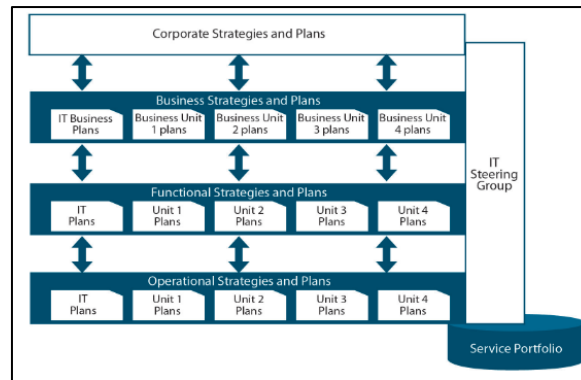 Corporate Strategies and Plans
Business Strategies and Plans
IT Business
Plans
Business Unit
1 plans
Business Unit
2 plans
Business Unit
3 plans
Business Unit
4 plans
Functional Strategies and Plans
IT
Plans
Unit 1
Plans
Unit 2
Plans
Unit 3
Plans
Unit 4
Plans
Operational Strategies and Plans
IT
Plans
Unit 1
Plans
Unit 2
Plans
Unit 3
Plans
Unit 4
Plans
IT
Steering
Group
Service Portfolio